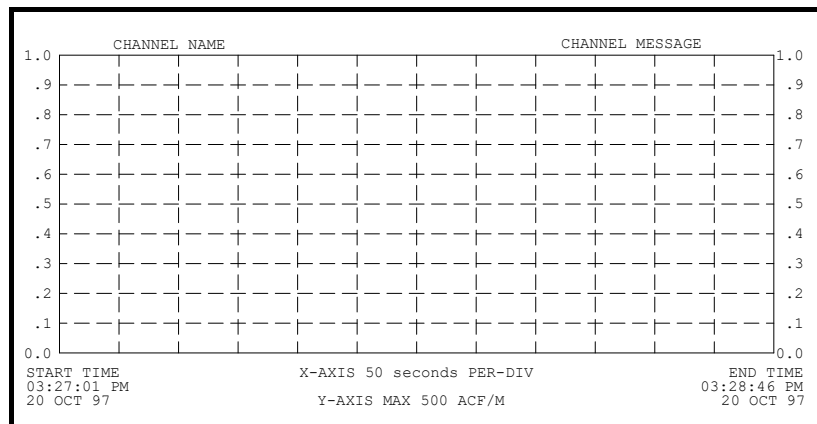 CHANNEL NAME CHANNEL MESSAGE
1.0 1.0
.9 .9
.8 .8
.7 .7
.6 .6
.5 .5
.4 .4
.3 .3
.2 .2
.1 .1
0.0 0.0
START TIME X-AXIS 50 seconds PER-DIV END TIME
03:27:01 PM 03:28:46 PM
20 OCT 97 Y-AXIS MAX 500 ACF/M 20 OCT 97